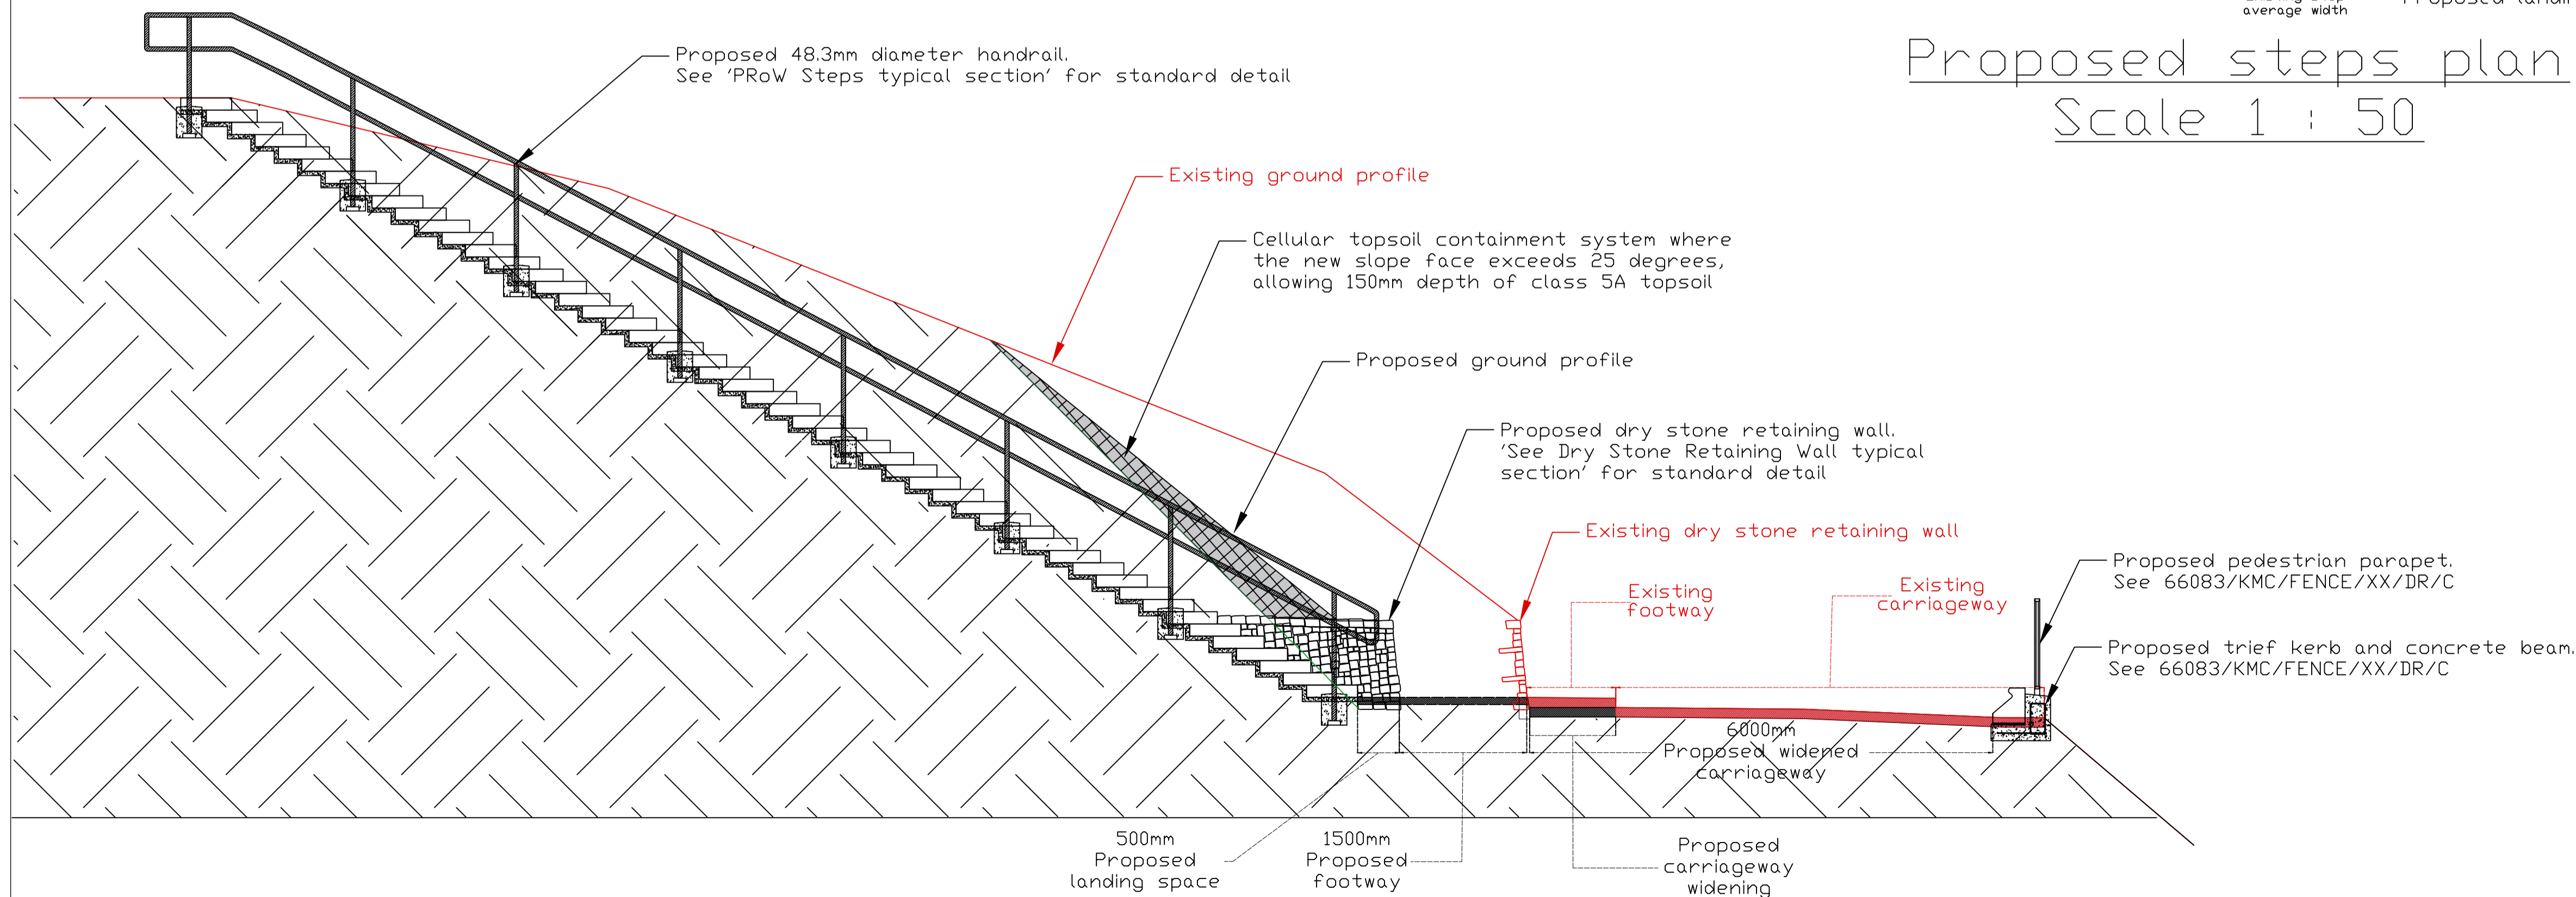 average width
Proposed steps plan
Scale 1 : 50
Proposed 48.3mm diameter handrail.
See 'PRoW Steps typical section' for standard detail
Existing ground profile
Cellular topsoil containment system where
the new slope face exceeds 25 degrees,
allowing 150mm depth of class 5A topsoil
Proposed ground profile
Proposed dry stone retaining wall.
'See Dry Stone Retaining Wall typical
section' for standard detail
Existing dry stone retaining wall
Existing
footway
Existing
carriageway
Proposed pedestrian parapet.
See 66083/KMC/FENCE/XX/DR/C
Proposed trief kerb and concrete beam.
See 66083/KMC/FENCE/XX/DR/C
6000mm
Proposed widened
carriageway
500mm
Proposed
landing space
1500mm
Proposed
footway
Proposed
carriageway
widening